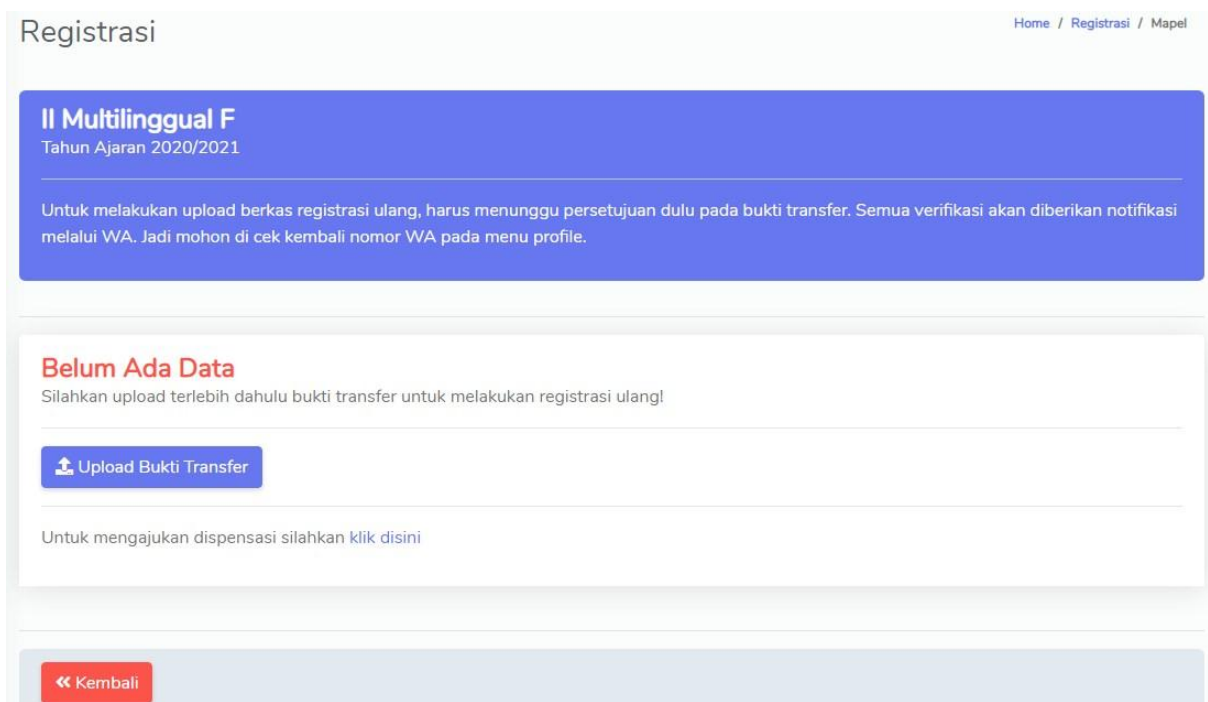 Registrasi
Home / Registrasi / Mapel
II Multilinggual F
Tahun Ajaran 2020/2021
Untuk melakukan upload berkas registrasi ulang, harus menunggu persetujuan dulu pada bukti transfer. Semua verifikasi akan diberikan notifikasi
melalui WA. Jadi mohon di cek kembali nomor WA pada menu profile.
Belum Ada Data
Silahkan upload terlebih dahulu bukti transfer untuk melakukan registrasi ulang!
Upload Bukti Transfer
Untuk mengajukan dispensasi silahkan klik disini
Kembali